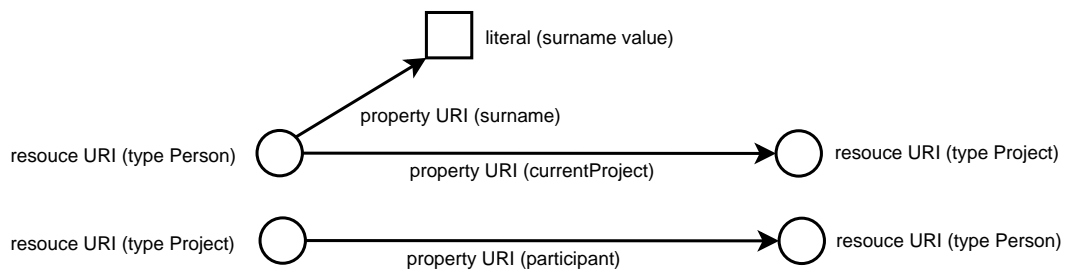 literal (surname value)
property URI (surname)
resouce URI (type Person)
resouce URI (type Project)
property URI (currentProject)
resouce URI (type Project)
resouce URI (type Person)
property URI (participant)